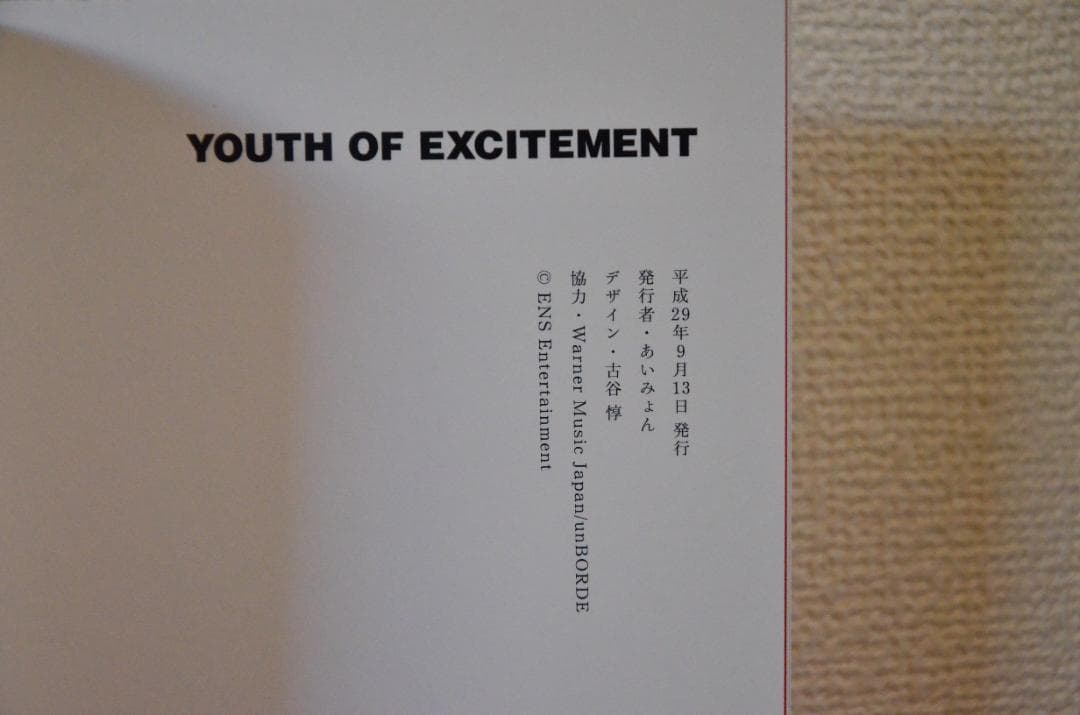 YOUTH OF EXCITEMENT
平成29年9月13日 発行
発行者・あいみょん
デザイン・古谷 惇
協力・Warner Music Japan/unBORDE
© ENS Entertainment